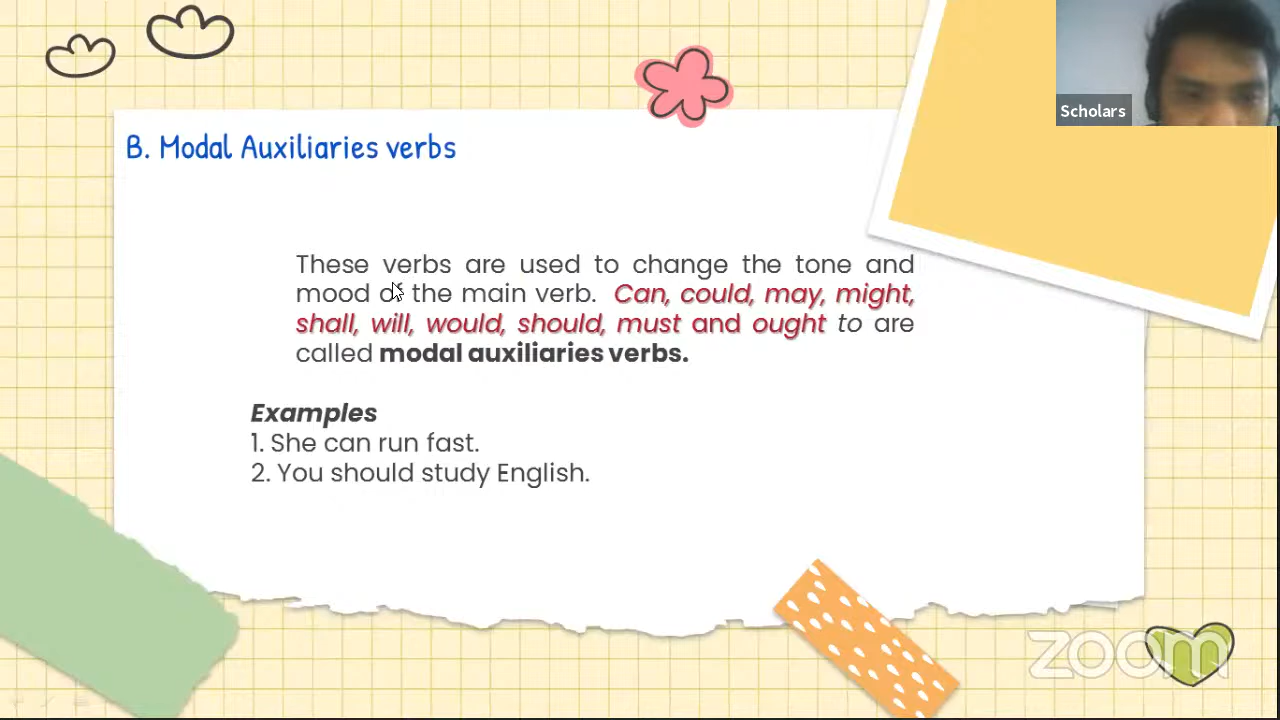 Scholars
B. Modal Auxiliaries verbs
These verbs are used to change the tone and
mood of the main verb. Can, could, may, might,
shall, will, would, should, must and ought to are
called modal auxiliaries verbs.
Examples
1. She can run fast.
2. You should study English.
zoom